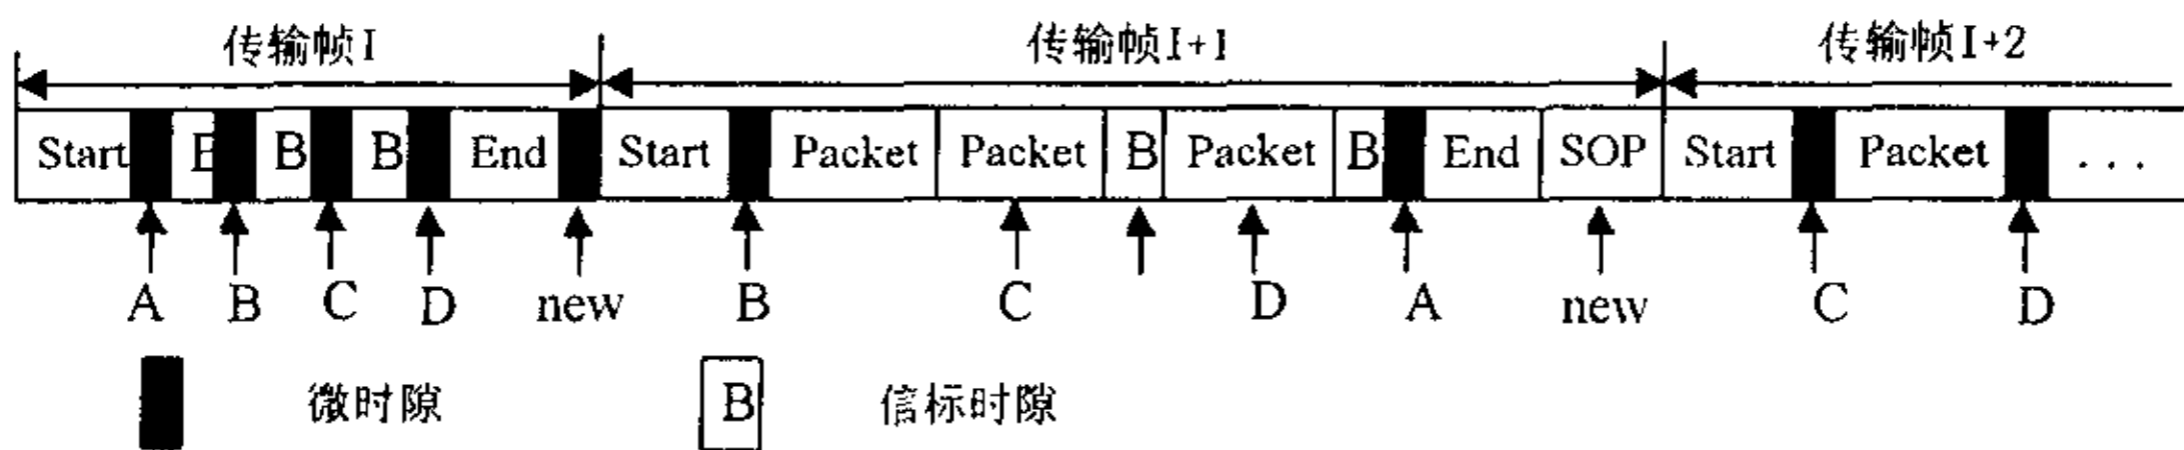 传输帧I 传输帧I+1 传输帧I+2
Start B B B End Start Packet Packet B Packet B End SOP Start Packet ...
A B C D new B C D A new C D
微时隙 B 信标时隙